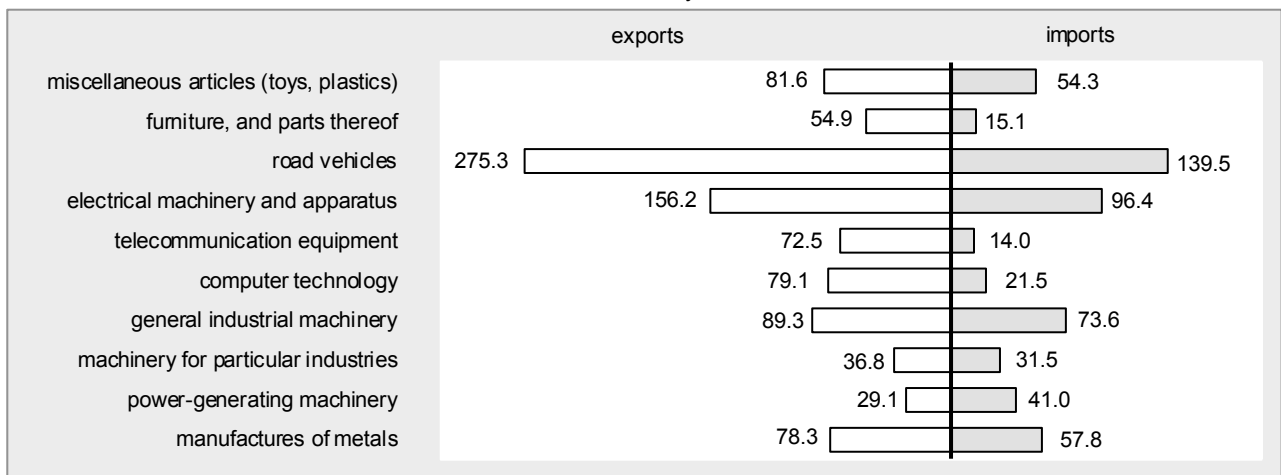 exports imports
miscellaneous articles (toys, plastics) 81.6 54.3
furniture, and parts thereof 54.9 15.1
road vehicles 275.3 139.5
electrical machinery and apparatus 156.2 96.4
telecommunication equipment 72.5 14.0
computer technology 79.1 21.5
general industrial machinery 89.3 73.6
machinery for particular industries 36.8 31.5
power-generating machinery 29.1 41.0
manufactures of metals 78.3 57.8